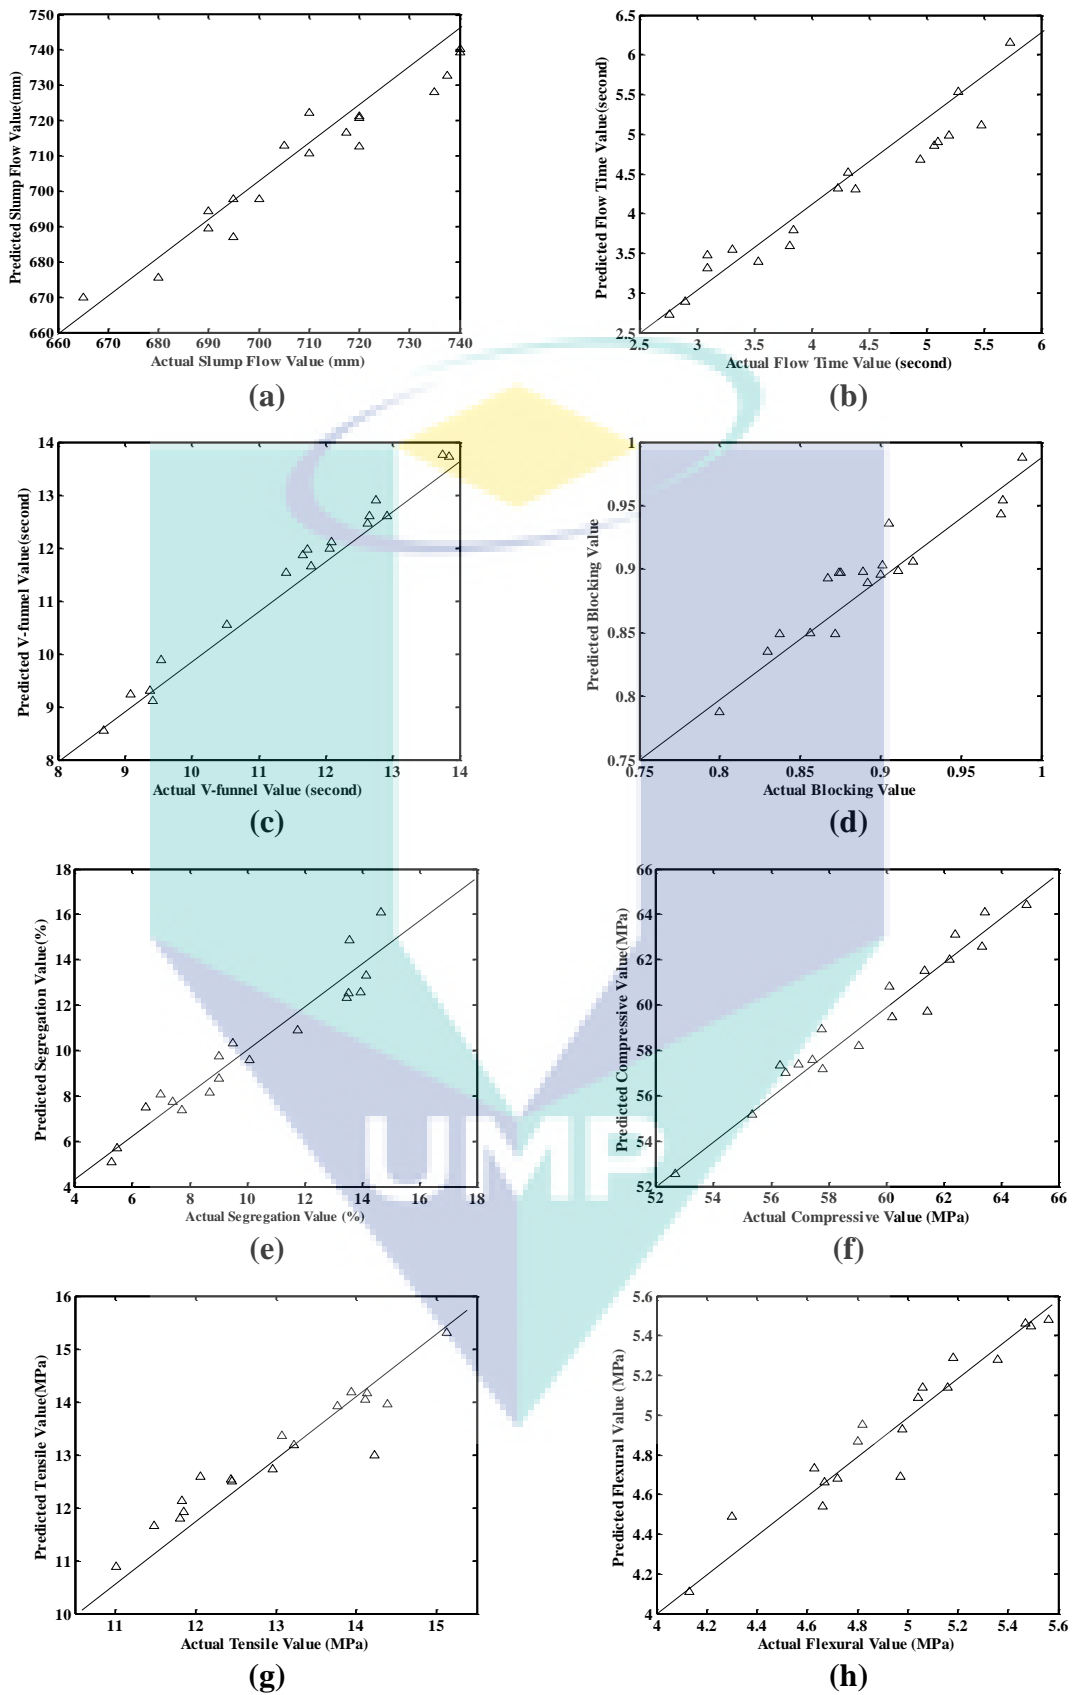 750
740
730
720
710
700
690
680
670
660
Predicted Slump Flow Value(mm)
660 670 680 690 700 710 720 730 740
Actual Slump Flow Value (mm)
(a)
6.5
6
5.5
5
4.5
4
3.5
3
2.5
Predicted Flow Time Value(second)
2.5 3 3.5 4 4.5 5 5.5 6
Actual Flow Time Value (second)
(b)
14
13
12
11
10
9
8
Predicted V-funnel Value(second)
8 9 10 11 12 13 14
Actual V-funnel Value (second)
(c)
1
0.95
0.9
0.85
0.8
0.75
Predicted Blocking Value
0.75 0.8 0.85 0.9 0.95 1
Actual Blocking Value
(d)
18
16
14
12
10
8
6
4
Predicted Segregation Value(%)
4 6 8 10 12 14 16 18
Actual Segregation Value (%)
(e)
66
64
62
60
58
56
54
52
Predicted Compressive Value(MPa)
52 54 56 58 60 62 64 66
Actual Compressive Value (MPa)
(f)
UMP
16
15
14
13
12
11
10
Predicted Tensile Value(MPa)
11 12 13 14 15
Actual Tensile Value (MPa)
(g)
5.6
5.4
5.2
5
4.8
4.6
4.4
4.2
4
Predicted Flexural Value (MPa)
4 4.2 4.4 4.6 4.8 5 5.2 5.4 5.6
Actual Flexural Value (MPa)
(h)